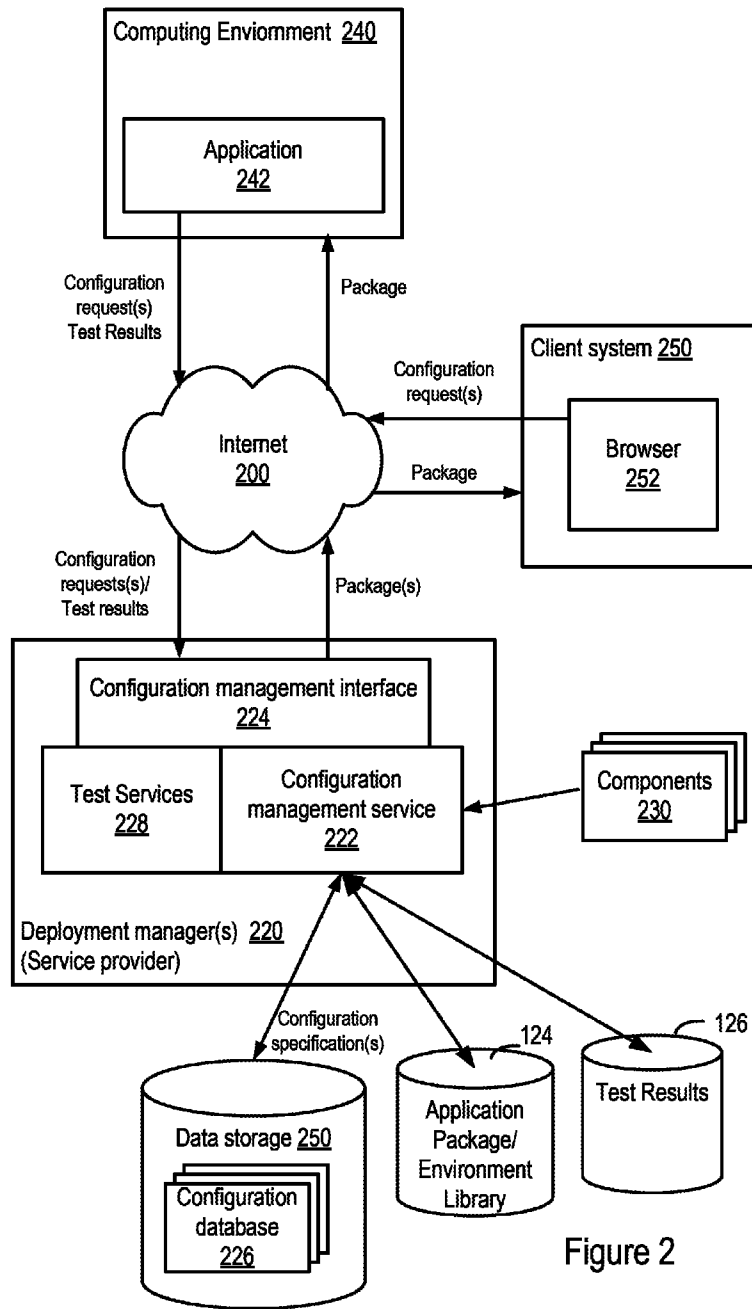 Computing Enviornment 240
Application
242
Configuration
request(s)
Test Results
Package
Client system 250
Configuration
request(s)
Browser
252
Internet
200
Package
Configuration
requests(s)/
Test results
Package(s)
Configuration management interface
224
Test Services
228
Configuration
management service
222
Components
230
Deployment manager(s) 220
(Service provider)
Configuration
specification(s)
124
126
Data storage 250
Configuration
database
226
Application
Package/
Environment
Library
Test Results
Figure 2